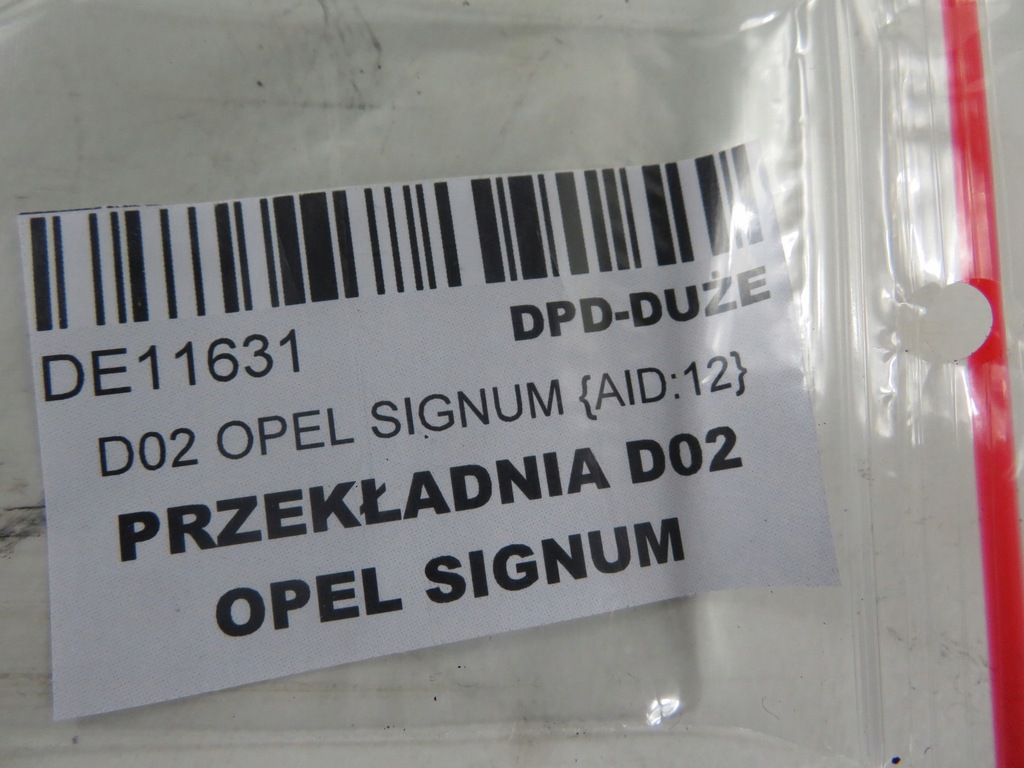 DE11631
DPD-DUŻE
D02 OPEL SIGNUM {AID:12}
PRZEKŁADNIA D02
OPEL SIGNUM